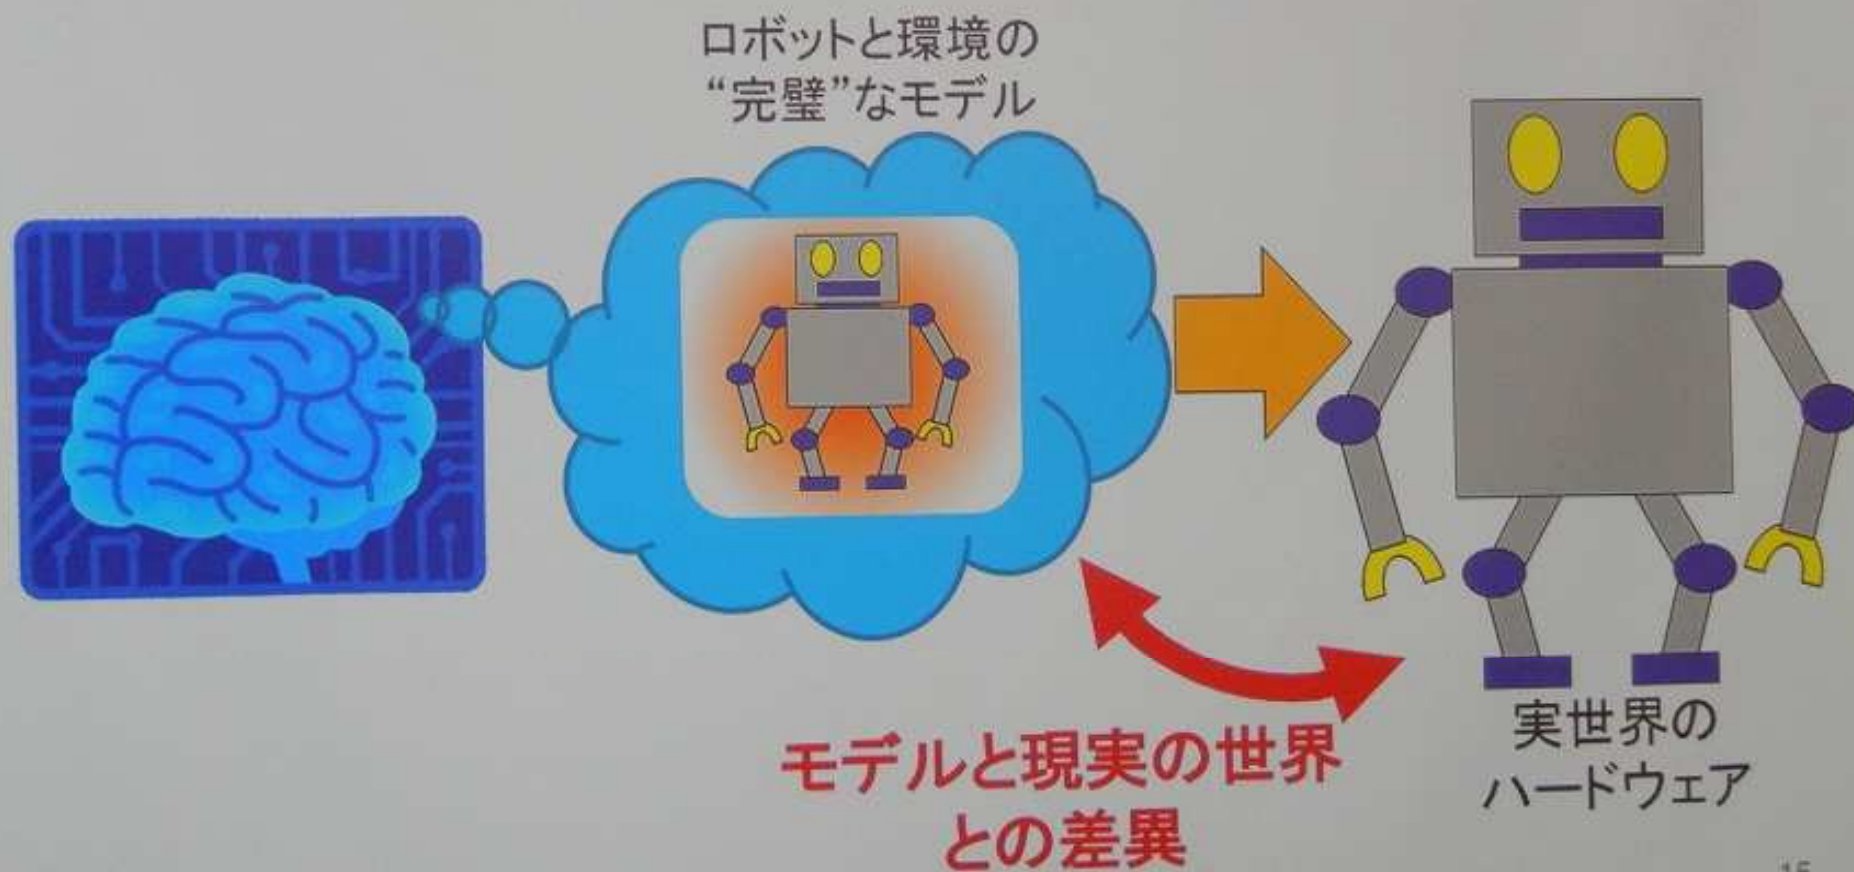 ロボットと環境の
“完璧”なモデル
モデルと現実の世界
との差異
実世界の
ハードウェア